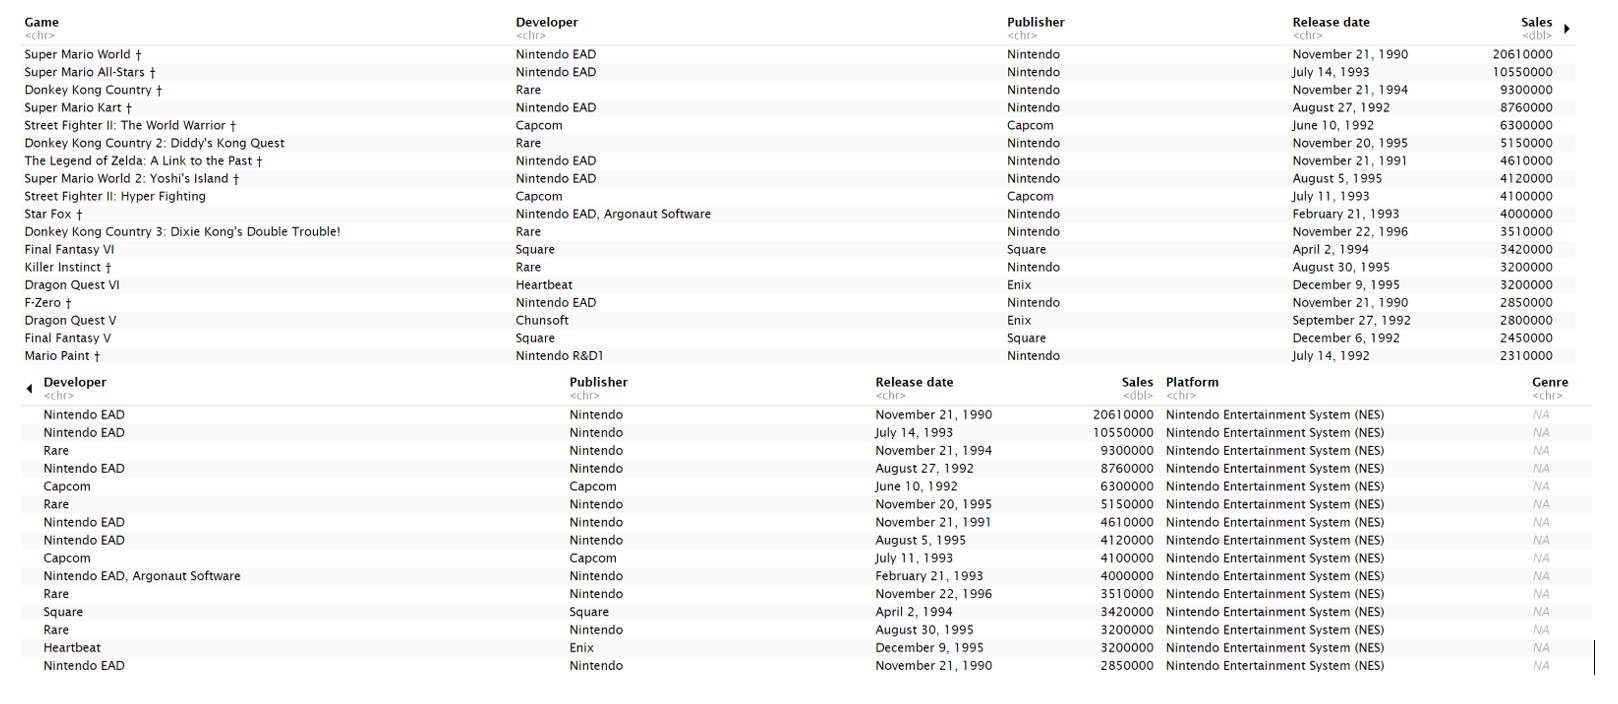 Game Developer Publisher Release date Sales
<chr> <chr> <chr> <chr> <dbl>
Super Mario World † Nintendo EAD Nintendo November 21, 1990 20610000
Super Mario All-Stars † Nintendo EAD Nintendo July 14, 1993 10550000
Donkey Kong Country † Rare Nintendo November 21, 1994 9300000
Super Mario Kart † Nintendo EAD Nintendo August 27, 1992 8760000
Street Fighter II: The World Warrior † Capcom Capcom June 10, 1992 6300000
Donkey Kong Country 2: Diddy's Kong Quest Rare Nintendo November 20, 1995 5150000
The Legend of Zelda: A Link to the Past † Nintendo EAD Nintendo November 21, 1991 4610000
Super Mario World 2: Yoshi's Island † Nintendo EAD Nintendo August 5, 1995 4120000
Street Fighter II: Hyper Fighting Capcom Capcom July 11, 1993 4100000
Star Fox † Nintendo EAD, Argonaut Software Nintendo February 21, 1993 4000000
Donkey Kong Country 3: Dixie Kong's Double Trouble! Rare Nintendo November 22, 1996 3510000
Final Fantasy VI Square Square April 2, 1994 3420000
Killer Instinct † Rare Nintendo August 30, 1995 3200000
Dragon Quest VI Heartbeat Enix December 9, 1995 3200000
F-Zero † Nintendo EAD Nintendo November 21, 1990 2850000
Dragon Quest V Chunsoft Enix September 27, 1992 2800000
Final Fantasy V Square Square December 6, 1992 2450000
Mario Paint † Nintendo R&D1 Nintendo July 14, 1992 2310000
Developer Publisher Release date Sales Platform Genre
<chr> <chr> <chr> <dbl> <chr> <chr>
Nintendo EAD Nintendo November 21, 1990 20610000 Nintendo Entertainment System (NES) NA
Nintendo EAD Nintendo July 14, 1993 10550000 Nintendo Entertainment System (NES) NA
Rare Nintendo November 21, 1994 9300000 Nintendo Entertainment System (NES) NA
Nintendo EAD Nintendo August 27, 1992 8760000 Nintendo Entertainment System (NES) NA
Capcom Capcom June 10, 1992 6300000 Nintendo Entertainment System (NES) NA
Rare Nintendo November 20, 1995 5150000 Nintendo Entertainment System (NES) NA
Nintendo EAD Nintendo November 21, 1991 4610000 Nintendo Entertainment System (NES) NA
Nintendo EAD Nintendo August 5, 1995 4120000 Nintendo Entertainment System (NES) NA
Capcom Capcom July 11, 1993 4100000 Nintendo Entertainment System (NES) NA
Nintendo EAD, Argonaut Software Nintendo February 21, 1993 4000000 Nintendo Entertainment System (NES) NA
Rare Nintendo November 22, 1996 3510000 Nintendo Entertainment System (NES) NA
Square Square April 2, 1994 3420000 Nintendo Entertainment System (NES) NA
Rare Nintendo August 30, 1995 3200000 Nintendo Entertainment System (NES) NA
Heartbeat Enix December 9, 1995 3200000 Nintendo Entertainment System (NES) NA
Nintendo EAD Nintendo November 21, 1990 2850000 Nintendo Entertainment System (NES) NA